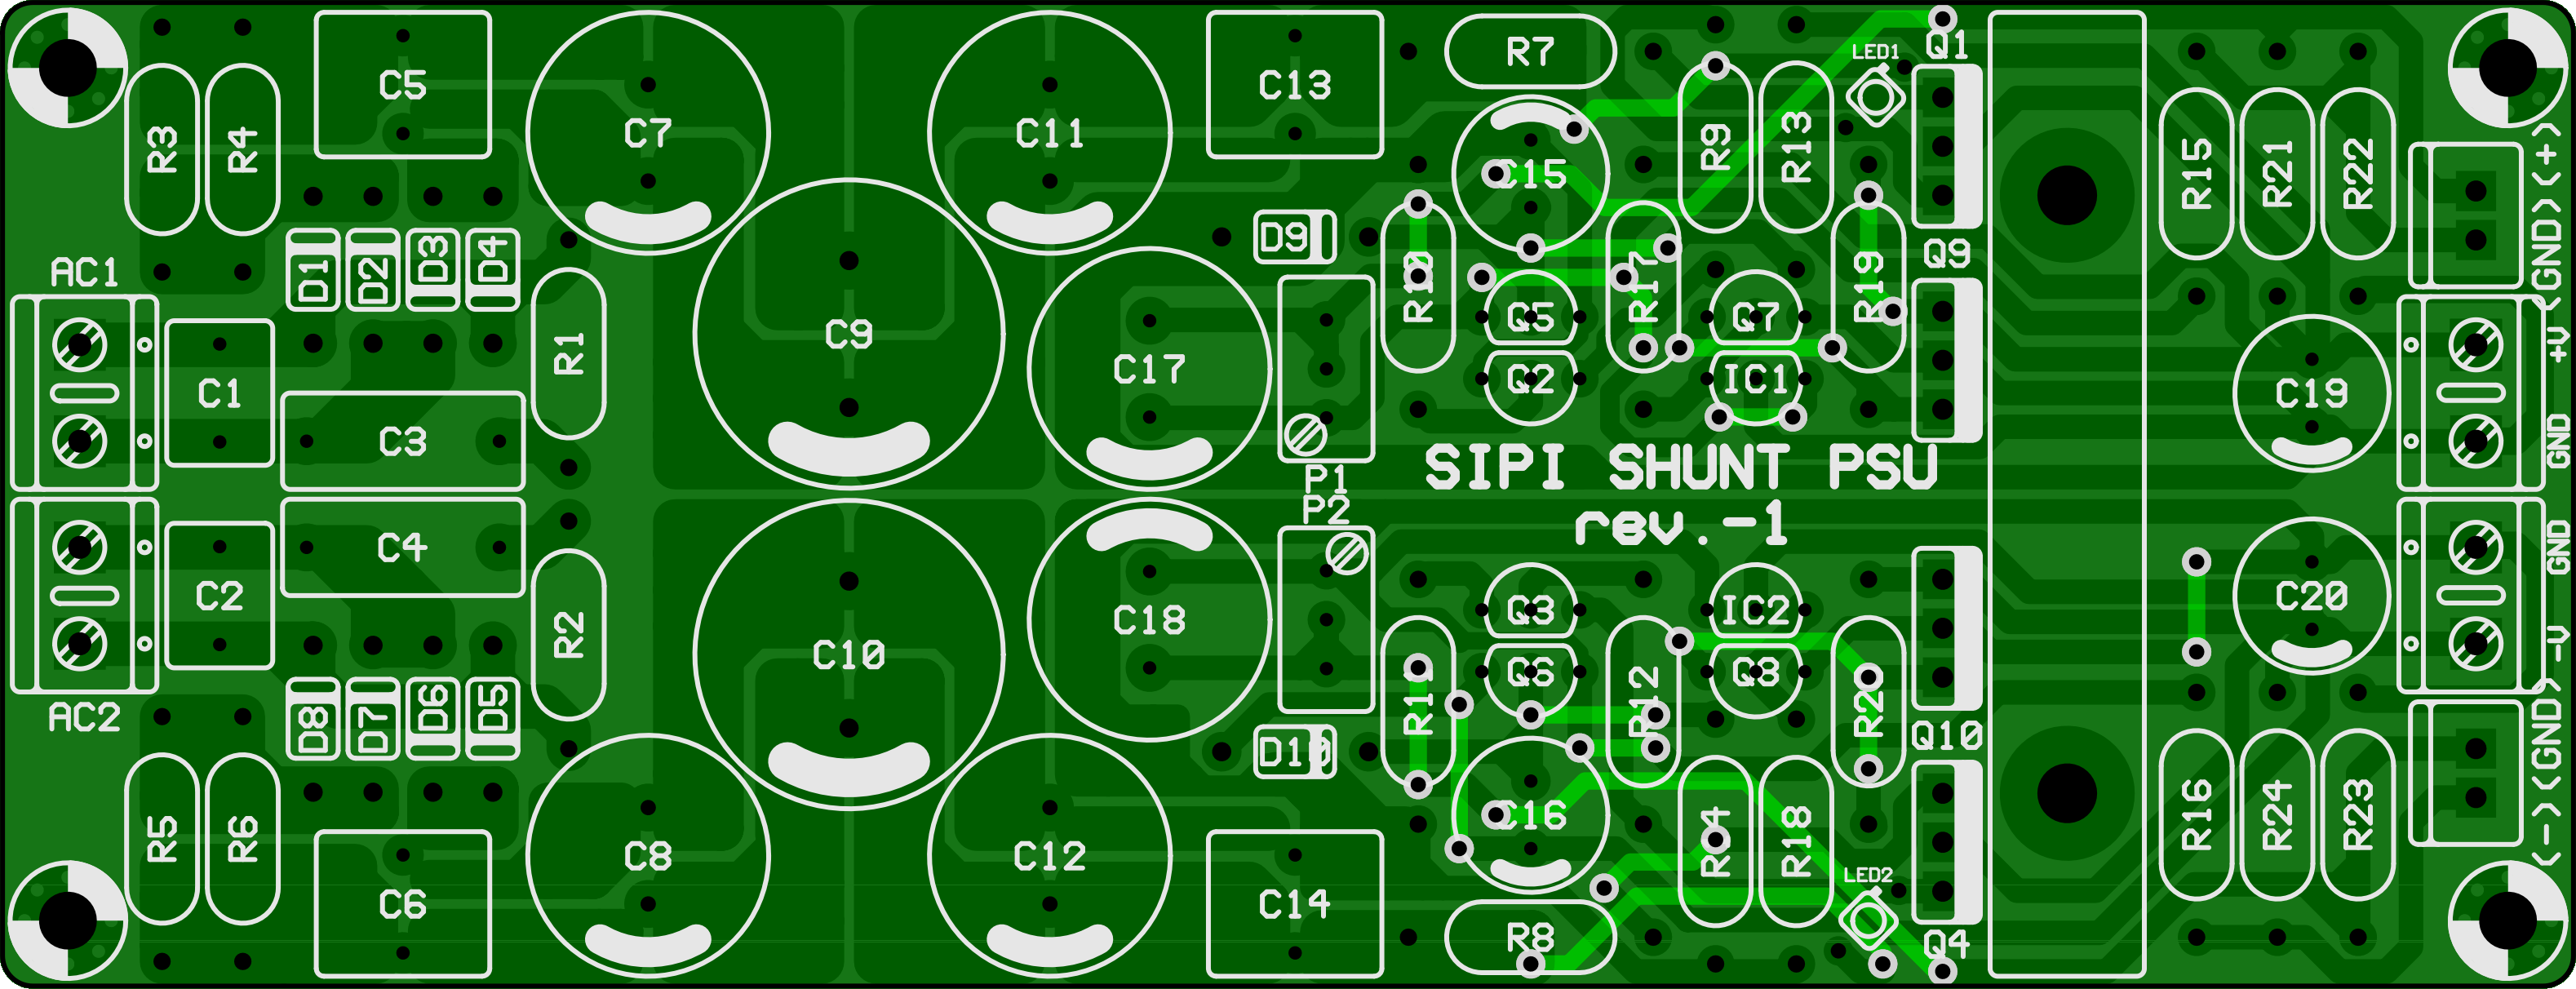 C5
C7
C11
C13
R7
LED1
Q1
R3
R4
C15
R9
R13
R15
R21
R22
(GND)(+)
D1
D2
D3
D4
D9
Q9
AC1
R17
R19
Q5
Q7
C9
R1
C17
C1
Q2
IC1
C19
+V
C3
GND
SIPI SHUNT PSU
P1
P2
rev.-1
C4
GND
C2
C10
R2
C18
Q3
IC2
C20
Q6
Q8
R12
-V
AC2
D8
D7
D6
D5
D10
Q10
(-)(GND)
R5
R6
C8
C12
C16
R18
R16
R24
R23
LED2
C6
C14
R8
Q4